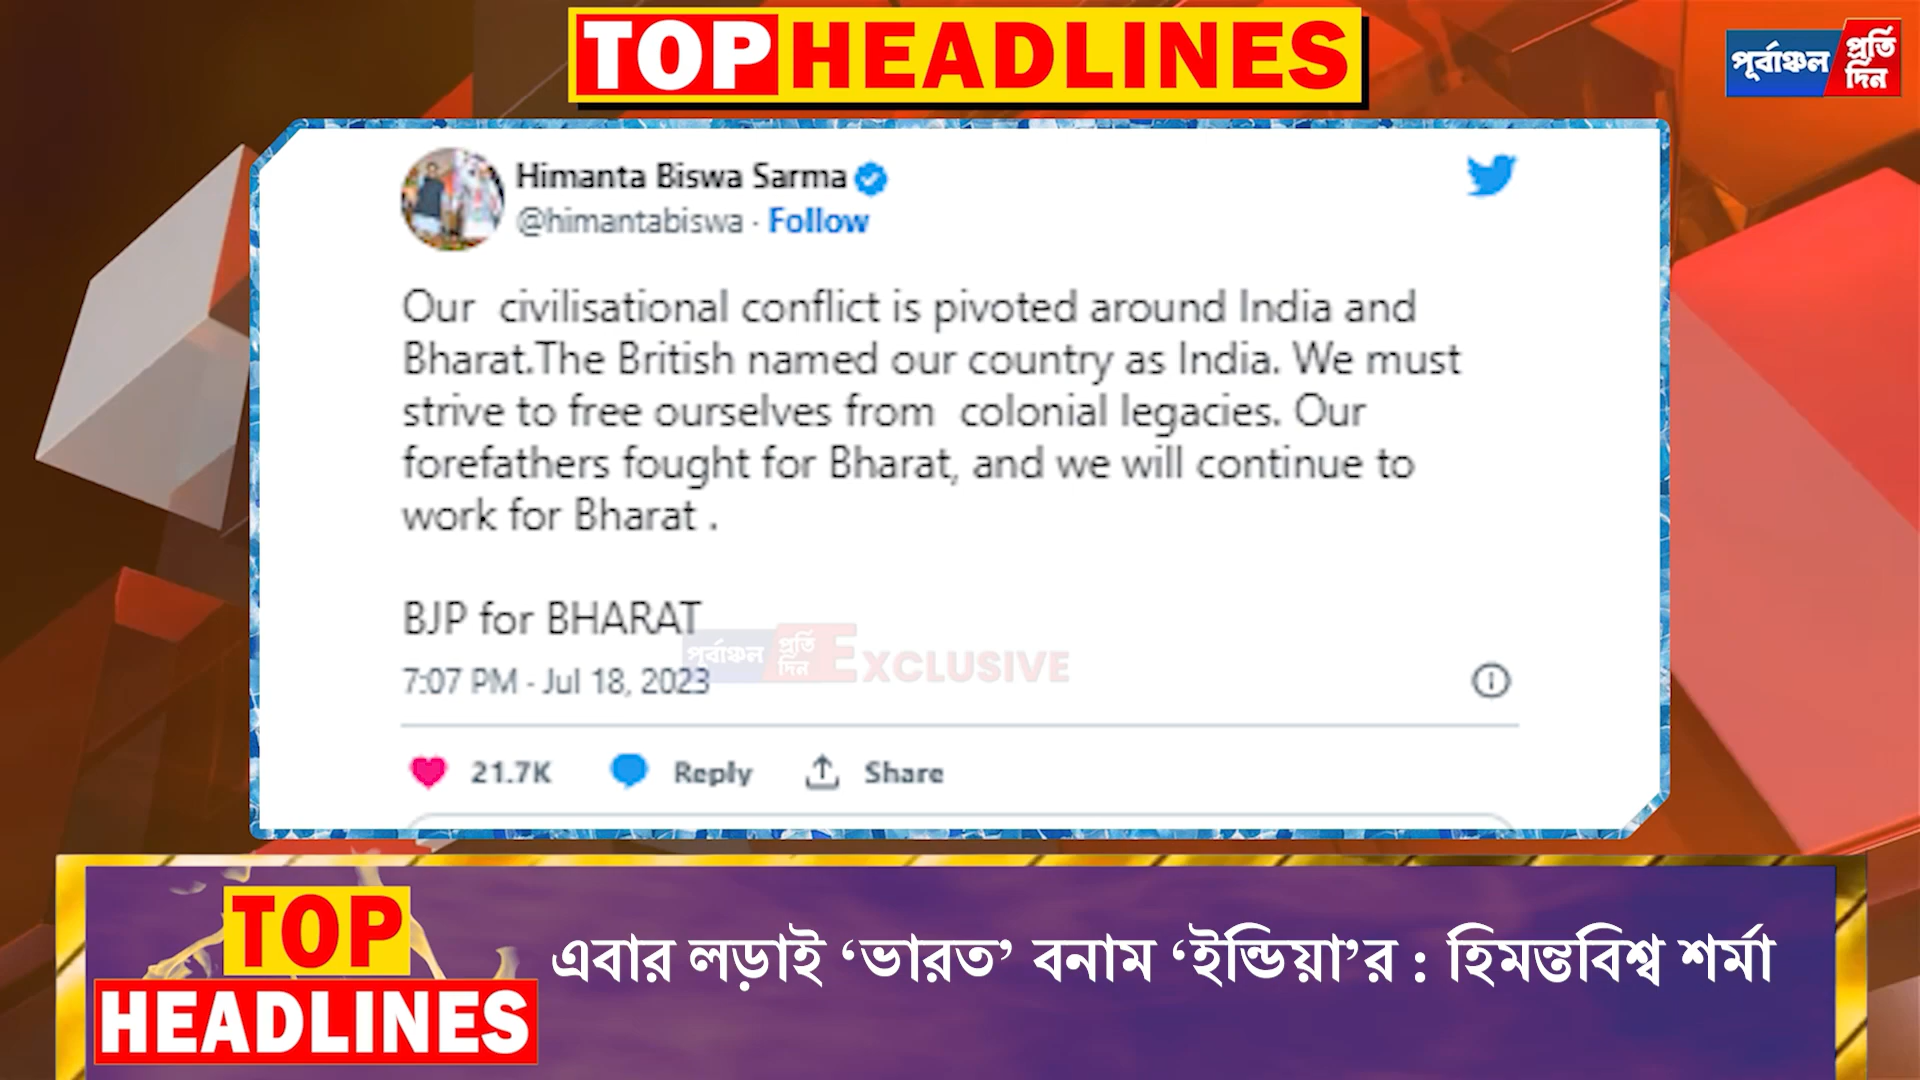 TOP HEADLINES
পূর্বাঞ্চল প্রতি দিন
Himanta Biswa Sarma
@himantabiswa · Follow
Our  civilisational conflict is pivoted around India and
Bharat.The British named our country as India. We must
strive to free ourselves from  colonial legacies. Our
forefathers fought for Bharat, and we will continue to
work for Bharat .
BJP for BHARAT
পূর্বাঞ্চল প্রতি দিন EXCLUSIVE
7:07 PM · Jul 18, 2023
21.7K Reply Share
TOP
HEADLINES
এবার লড়াই ‘ভারত’ বনাম ‘ইন্ডিয়া’র : হিমন্তবিশ্ব শর্মা